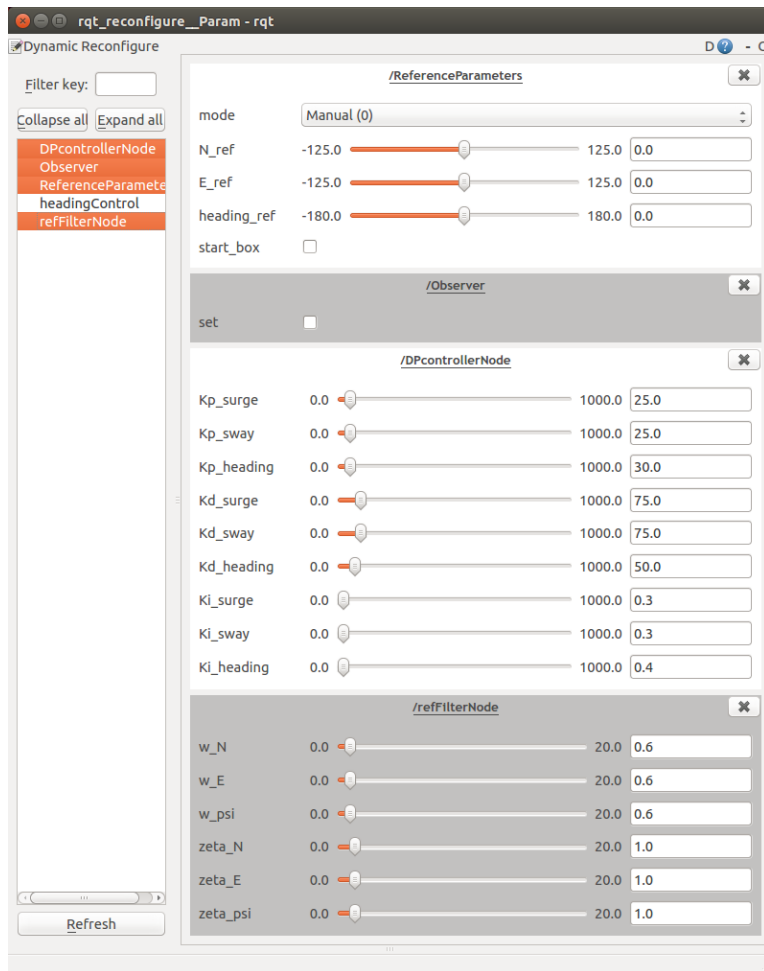 rqt_reconfigure__Param - rqt
Dynamic Reconfigure D ? - C
Filter key:
Collapse all Expand all
DPcontrollerNode
Observer
ReferenceParamete
headingControl
refFilterNode
Refresh
/ReferenceParameters
mode Manual (0)
N_ref -125.0 125.0 0.0
E_ref -125.0 125.0 0.0
heading_ref -180.0 180.0 0.0
start_box
/Observer
set
/DPcontrollerNode
Kp_surge 0.0 1000.0 25.0
Kp_sway 0.0 1000.0 25.0
Kp_heading 0.0 1000.0 30.0
Kd_surge 0.0 1000.0 75.0
Kd_sway 0.0 1000.0 75.0
Kd_heading 0.0 1000.0 50.0
Ki_surge 0.0 1000.0 0.3
Ki_sway 0.0 1000.0 0.3
Ki_heading 0.0 1000.0 0.4
/refFilterNode
w_N 0.0 20.0 0.6
w_E 0.0 20.0 0.6
w_psi 0.0 20.0 0.6
zeta_N 0.0 20.0 1.0
zeta_E 0.0 20.0 1.0
zeta_psi 0.0 20.0 1.0